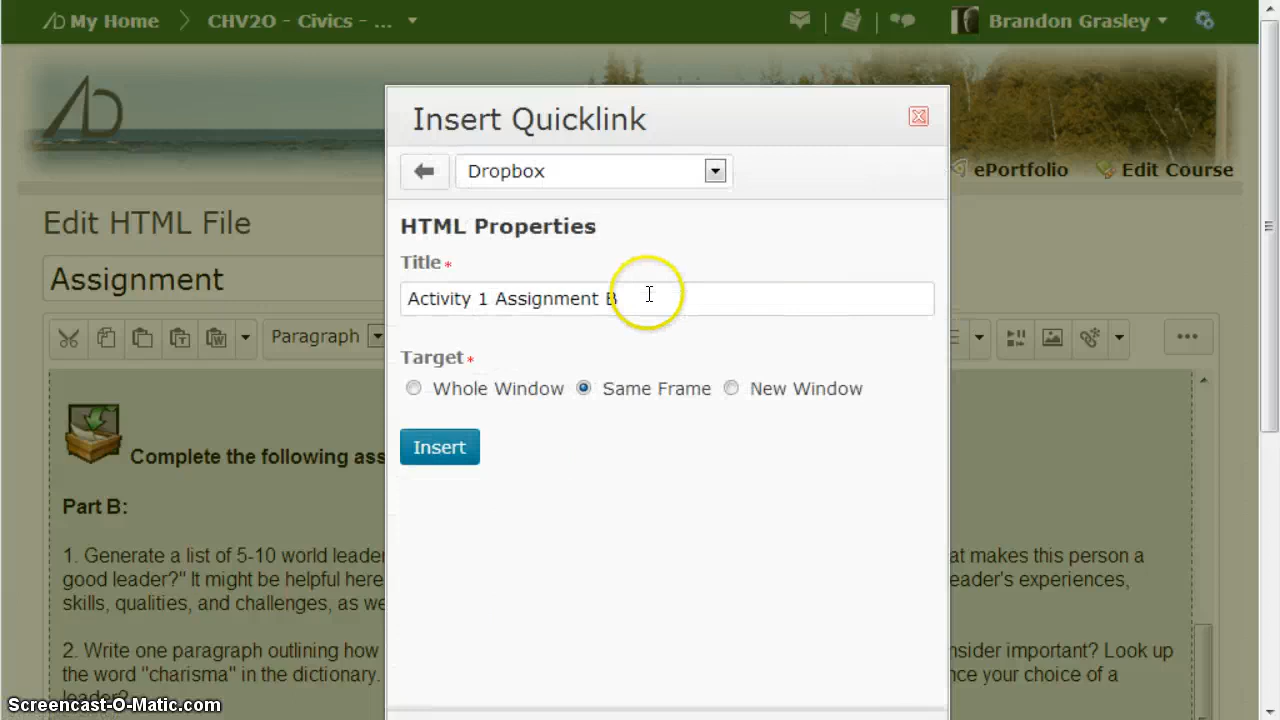 My Home
CHV2O - Civics - ...
Brandon Grasley
Insert Quicklink
Dropbox
ePortfolio
Edit Course
Edit HTML File
HTML Properties
Title *
Assignment
Activity 1 Assignment B
Paragraph
Target *
Whole Window
Same Frame
New Window
Insert
Complete the following ass
Part B:
1. Generate a list of 5-10 world leader
at makes this person a
good leader?" It might be helpful here
eader's experiences,
skills, qualities, and challenges, as we
2. Write one paragraph outlining how
nsider important? Look up
the word "charisma" in the dictionary.
nce your choice of a
leader?
Screencast-O-Matic.com